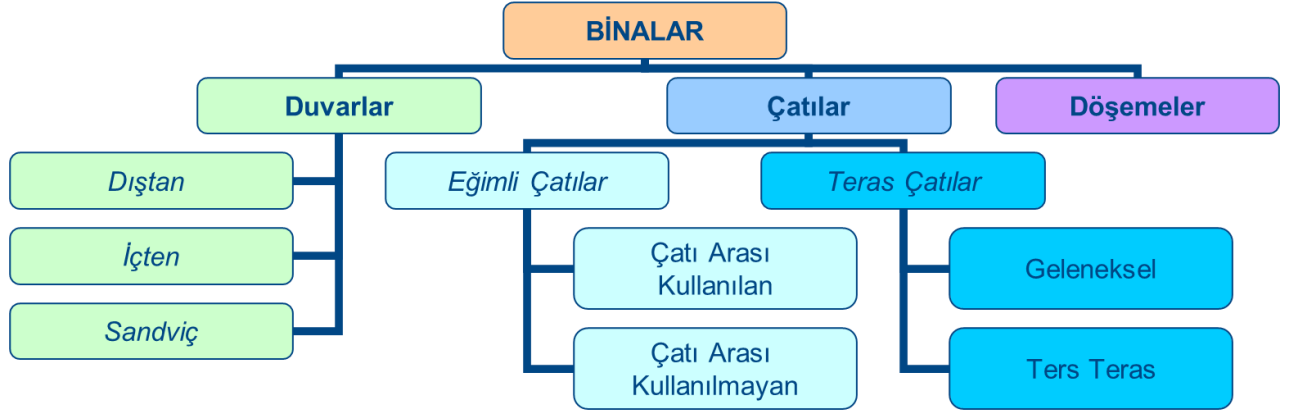 BİNALAR
Duvarlar
Çatılar
Döşemeler
Dıştan
Eğimli Çatılar
Teras Çatılar
İçten
Çatı Arası
Kullanılan
Geleneksel
Sandviç
Çatı Arası
Kullanılmayan
Ters Teras